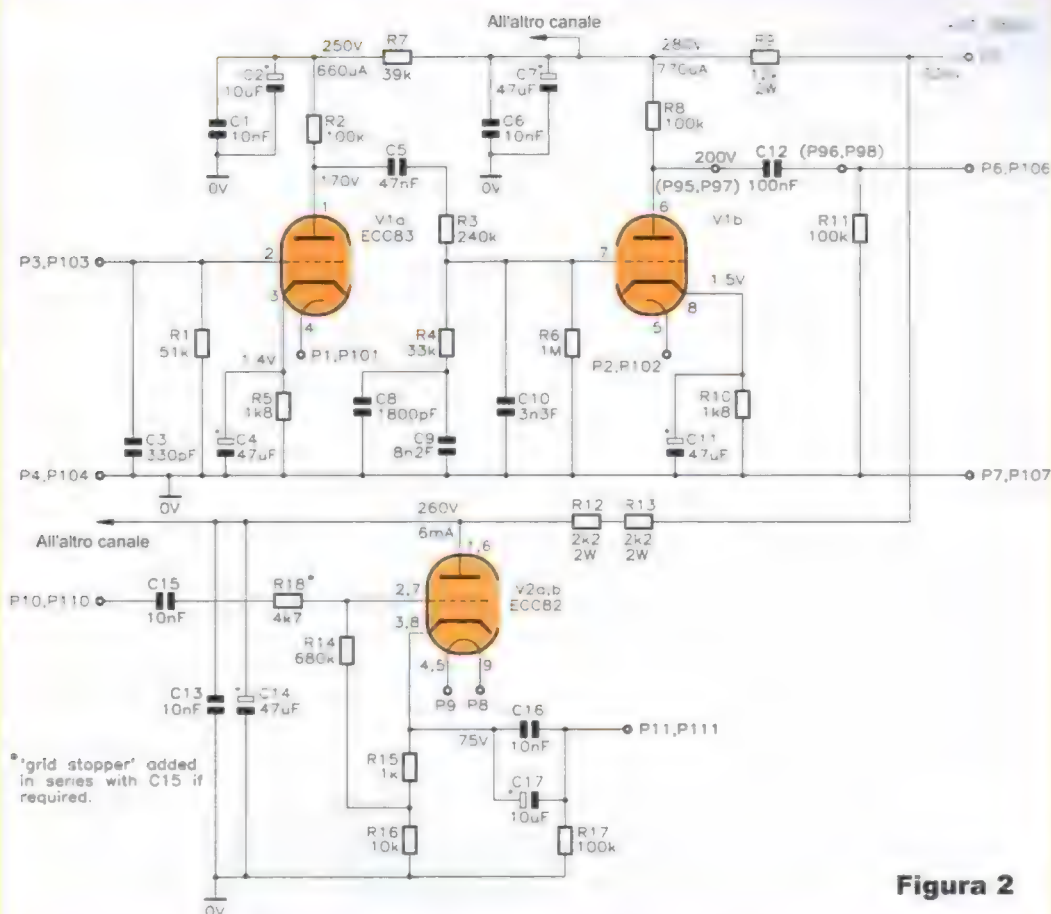 All'altro canale
250V
R7
39k
660uA
280V
770uA
R9
2W
C2
10uF
C1
10nF
0V
R2
100k
C5
47nF
170V
C7
47uF
C6
10nF
0V
R8
100k
200V
C12
100nF
(P96,P98)
(P95,P97)
P6,P106
1
V1a
ECC83
2
3
4
P3,P103
R3
240k
6
V1b
7
8
5
1.5V
R11
100k
R1
51k
1.4V
P1,P101
R4
33k
R6
1M
P2,P102
R5
1k8
C8
1800pF
C10
3n3F
R10
1k8
C3
330pF
C4
47uF
C9
8n2F
C11
47uF
P4,P104
0V
P7,P107
All'altro canale
260V
6mA
R12
2k2
2W
R13
2k2
2W
1,6
V2a,b
ECC82
P10,P110
C15
10nF
R18*
4k7
2,7
3,8
4,5
9
R14
680k
P9
P8
C13
10nF
C14
47uF
C16
10nF
P11,P111
75V
R15
1k
C17
10uF
*'grid stopper' added
in series with C15 if
required.
R16
10k
R17
100k
0V
Figura 2